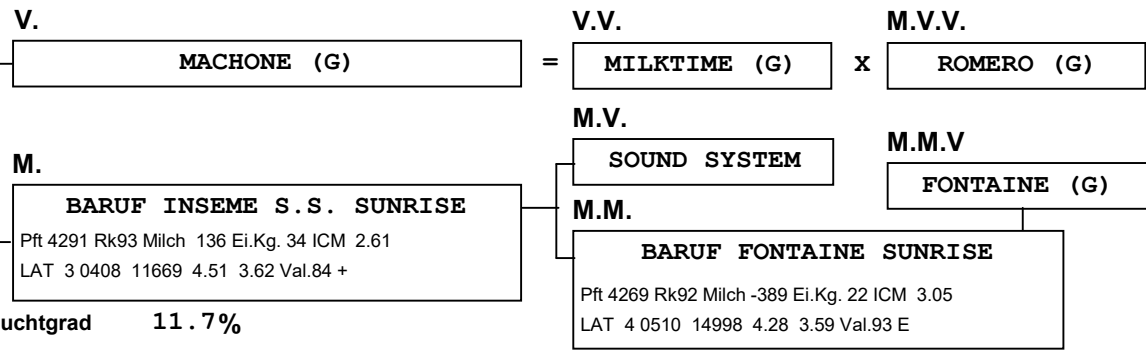 V.
V.V.
M.V.V.
MACHONE (G)
=
MILKTIME (G)
X
ROMERO (G)
M.V.
M.M.V
M.
SOUND SYSTEM
FONTAINE (G)
BARUF INSEME S.S. SUNRISE
Pft 4291 Rk93 Milch 136 Ei.Kg. 34 ICM 2.61
LAT 3 0408 11669 4.51 3.62 Val.84 +
M.M.
BARUF FONTAINE SUNRISE
Pft 4269 Rk92 Milch -389 Ei.Kg. 22 ICM 3.05
LAT 4 0510 14998 4.28 3.59 Val.93 E
uchtgrad 11.7%